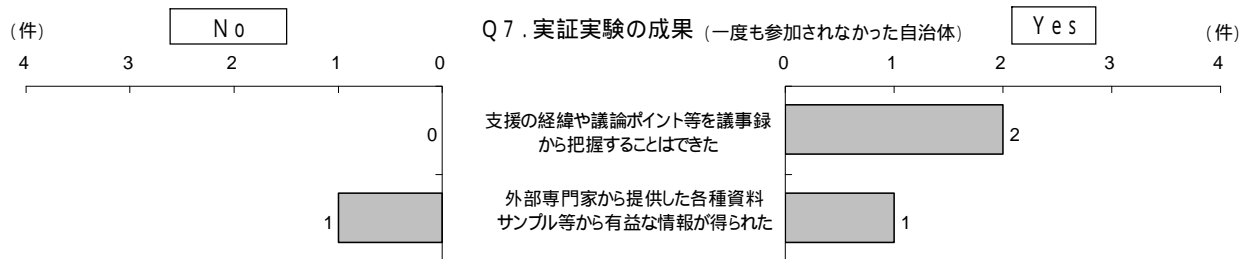 (件) No Q7.実証実験の成果 (一度も参加されなかった自治体) Yes (件)
4 3 2 1 0 0 1 2 3 4
支援の経緯や議論ポイント等を議事録
0 から把握することはできた 2
外部専門家から提供した各種資料
1 サンプル等から有益な情報が得られた 1